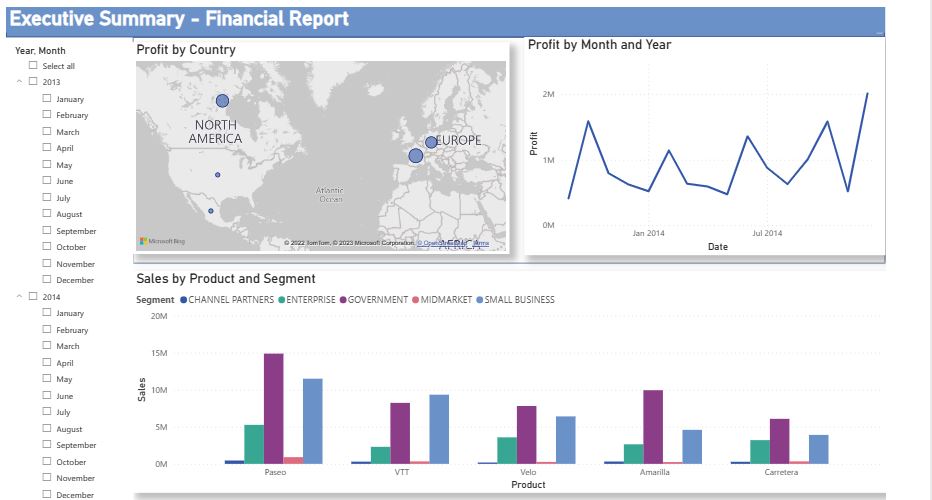 Executive Summary - Financial Report
Year, Month
Select all
2013
January
February
March
April
May
June
July
August
September
October
November
December
2014
January
February
March
April
May
June
July
August
September
October
November
December
Profit by Country
NORTH
AMERICA
EUROPE
Atlantic
Ocean
AFRICA
Microsoft Bing
© 2022 TomTom, © 2023 Microsoft Corporation, © OpenStreetMap Terms
Profit by Month and Year
Profit
2M
1M
0M
Jan 2014
Jul 2014
Date
Sales by Product and Segment
Segment CHANNEL PARTNERS ENTERPRISE GOVERNMENT MIDMARKET SMALL BUSINESS
Sales
20M
15M
10M
5M
0M
Paseo
VTT
Velo
Amarilla
Carretera
Product